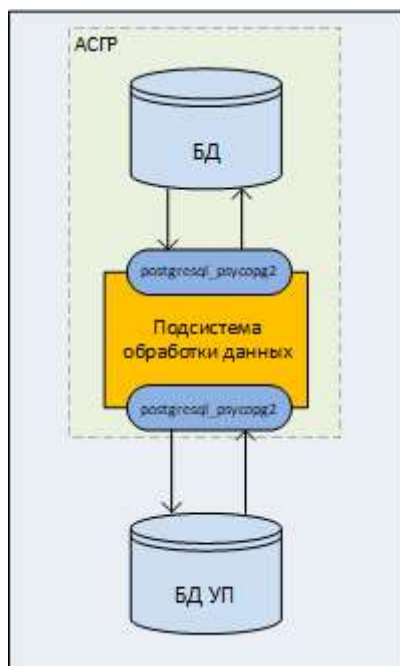 АСГР
БД
postgresql_psycopg2
Подсистема
обработки данных
postgresql_psycopg2
БД УП